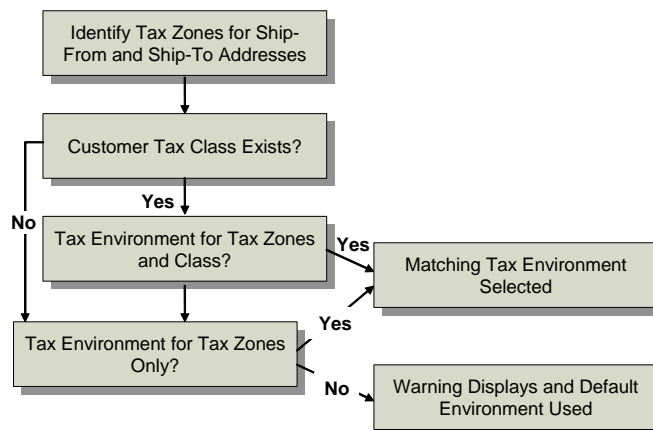 Identify Tax Zones for Ship-
From and Ship-To Addresses
Customer Tax Class Exists?
Yes
No
Tax Environment for Tax Zones
and Class?
Yes
Matching Tax Environment
Selected
Yes
Tax Environment for Tax Zones
Only?
No
Warning Displays and Default
Environment Used